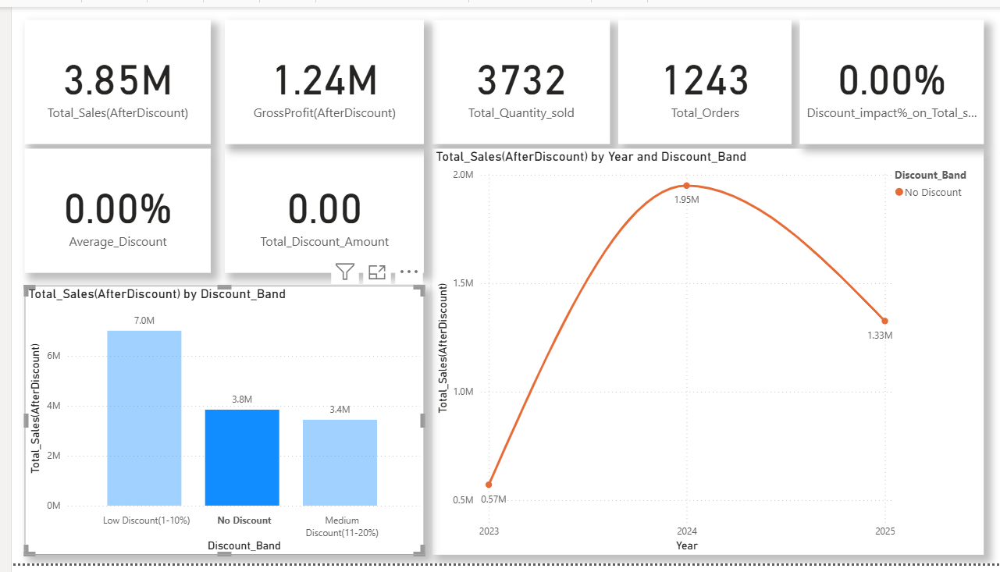 3.85M
Total_Sales(AfterDiscount)
1.24M
GrossProfit(AfterDiscount)
3732
Total_Quantity_sold
1243
Total_Orders
0.00%
Discount_impact%_on_Total_s...
0.00%
Average_Discount
0.00
Total_Discount_Amount
Total_Sales(AfterDiscount) by Discount_Band
Total_Sales(AfterDiscount)
6M
4M
2M
0M
7.0M
3.8M
3.4M
Low Discount(1-10%)
No Discount
Medium
Discount(11-20%)
Discount_Band
Total_Sales(AfterDiscount) by Year and Discount_Band
Discount_Band
No Discount
Total_Sales(AfterDiscount)
2.0M
1.5M
1.0M
0.5M
0.57M
1.95M
1.33M
2023
2024
2025
Year